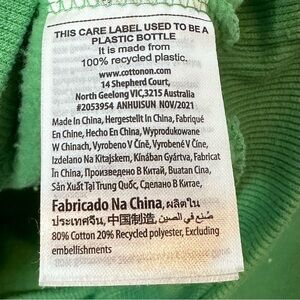 THIS CARE LABEL USED TO BE A
PLASTIC BOTTLE
It is made from
100% recycled plastic.
www.cottonon.com
14 Shepherd Court,
North Geelong VIC,3215 Australia
#2053954 ANHUISUN NOV/2021
Made In China, Hergestellt In China, Fabriqué
En Chine, Hecho En China, Wyprodukowane
W Chinach, Vyrobeno V Číně, Vyrobené V Číne,
Izdelano Na Kitajskem, Kínában Gyártva, Fabricat
În China, Произведено В Китай, Buatan Cina,
Sản Xuất Tại Trung Quốc, Сделано В Китае,
Fabricado Na China, ผลิตใน
ประเทศจีน, 中国制造, صنع في الصين
80% Cotton 20% Recycled polyester, Excluding
embellishments